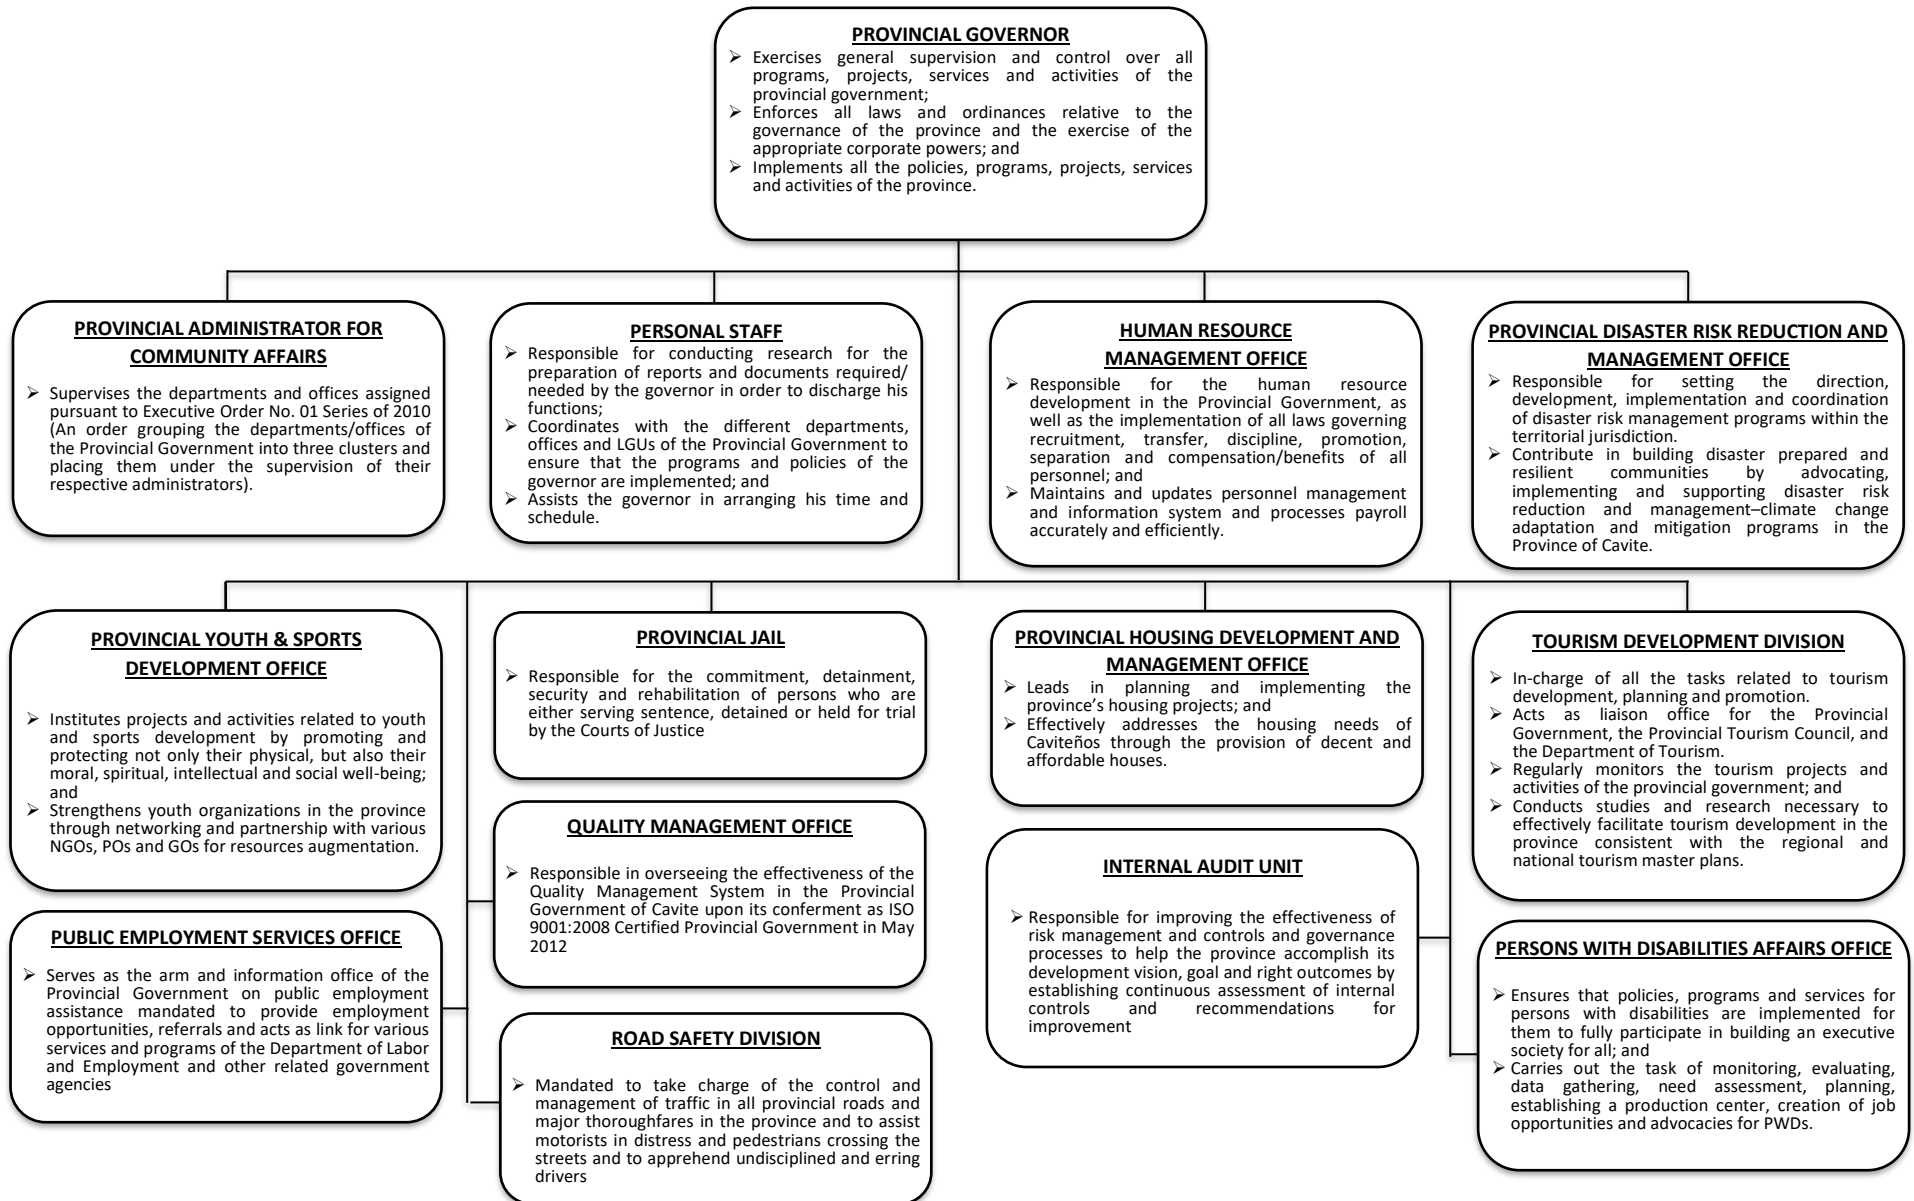 PROVINCIAL GOVERNOR
➢ Exercises general supervision and control over all
programs, projects, services and activities of the
provincial government;
➢ Enforces all laws and ordinances relative to the
governance of the province and the exercise of the
appropriate corporate powers; and
➢ Implements all the policies, programs, projects, services
and activities of the province.
PROVINCIAL ADMINISTRATOR FOR
COMMUNITY AFFAIRS
➢ Supervises the departments and offices assigned
pursuant to Executive Order No. 01 Series of 2010
(An order grouping the departments/offices of
the Provincial Government into three clusters and
placing them under the supervision of their
respective administrators).
PERSONAL STAFF
➢ Responsible for conducting research for the
preparation of reports and documents required/
needed by the governor in order to discharge his
functions;
➢ Coordinates with the different departments,
offices and LGUs of the Provincial Government to
ensure that the programs and policies of the
governor are implemented; and
➢ Assists the governor in arranging his time and
schedule.
HUMAN RESOURCE
MANAGEMENT OFFICE
➢ Responsible for the human resource
development in the Provincial Government, as
well as the implementation of all laws governing
recruitment, transfer, discipline, promotion,
separation and compensation/benefits of all
personnel; and
➢ Maintains and updates personnel management
and information system and processes payroll
accurately and efficiently.
PROVINCIAL DISASTER RISK REDUCTION AND
MANAGEMENT OFFICE
➢ Responsible for setting the direction,
development, implementation and coordination
of disaster risk management programs within the
territorial jurisdiction.
➢ Contribute in building disaster prepared and
resilient communities by advocating,
implementing and supporting disaster risk
reduction and management–climate change
adaptation and mitigation programs in the
Province of Cavite.
PROVINCIAL YOUTH & SPORTS
DEVELOPMENT OFFICE
➢ Institutes projects and activities related to youth
and sports development by promoting and
protecting not only their physical, but also their
moral, spiritual, intellectual and social well-being;
and
➢ Strengthens youth organizations in the province
through networking and partnership with various
NGOs, POs and GOs for resources augmentation.
PUBLIC EMPLOYMENT SERVICES OFFICE
➢ Serves as the arm and information office of the
Provincial Government on public employment
assistance mandated to provide employment
opportunities, referrals and acts as link for various
services and programs of the Department of Labor
and Employment and other related government
agencies
PROVINCIAL JAIL
➢ Responsible for the commitment, detainment,
security and rehabilitation of persons who are
either serving sentence, detained or held for trial
by the Courts of Justice
QUALITY MANAGEMENT OFFICE
➢ Responsible in overseeing the effectiveness of the
Quality Management System in the Provincial
Government of Cavite upon its conferment as ISO
9001:2008 Certified Provincial Government in May
2012
ROAD SAFETY DIVISION
➢ Mandated to take charge of the control and
management of traffic in all provincial roads and
major thoroughfares in the province and to assist
motorists in distress and pedestrians crossing the
streets and to apprehend undisciplined and erring
drivers
PROVINCIAL HOUSING DEVELOPMENT AND
MANAGEMENT OFFICE
➢ Leads in planning and implementing the
province's housing projects; and
➢ Effectively addresses the housing needs of
Caviteños through the provision of decent and
affordable houses.
INTERNAL AUDIT UNIT
➢ Responsible for improving the effectiveness of
risk management and controls and governance
processes to help the province accomplish its
development vision, goal and right outcomes by
establishing continuous assessment of internal
controls and recommendations for
improvement
TOURISM DEVELOPMENT DIVISION
➢ In-charge of all the tasks related to tourism
development, planning and promotion.
➢ Acts as liaison office for the Provincial
Government, the Provincial Tourism Council, and
the Department of Tourism.
➢ Regularly monitors the tourism projects and
activities of the provincial government; and
➢ Conducts studies and research necessary to
effectively facilitate tourism development in the
province consistent with the regional and
national tourism master plans.
PERSONS WITH DISABILITIES AFFAIRS OFFICE
➢ Ensures that policies, programs and services for
persons with disabilities are implemented for
them to fully participate in building an executive
society for all; and
➢ Carries out the task of monitoring, evaluating,
data gathering, need assessment, planning,
establishing a production center, creation of job
opportunities and advocacies for PWDs.